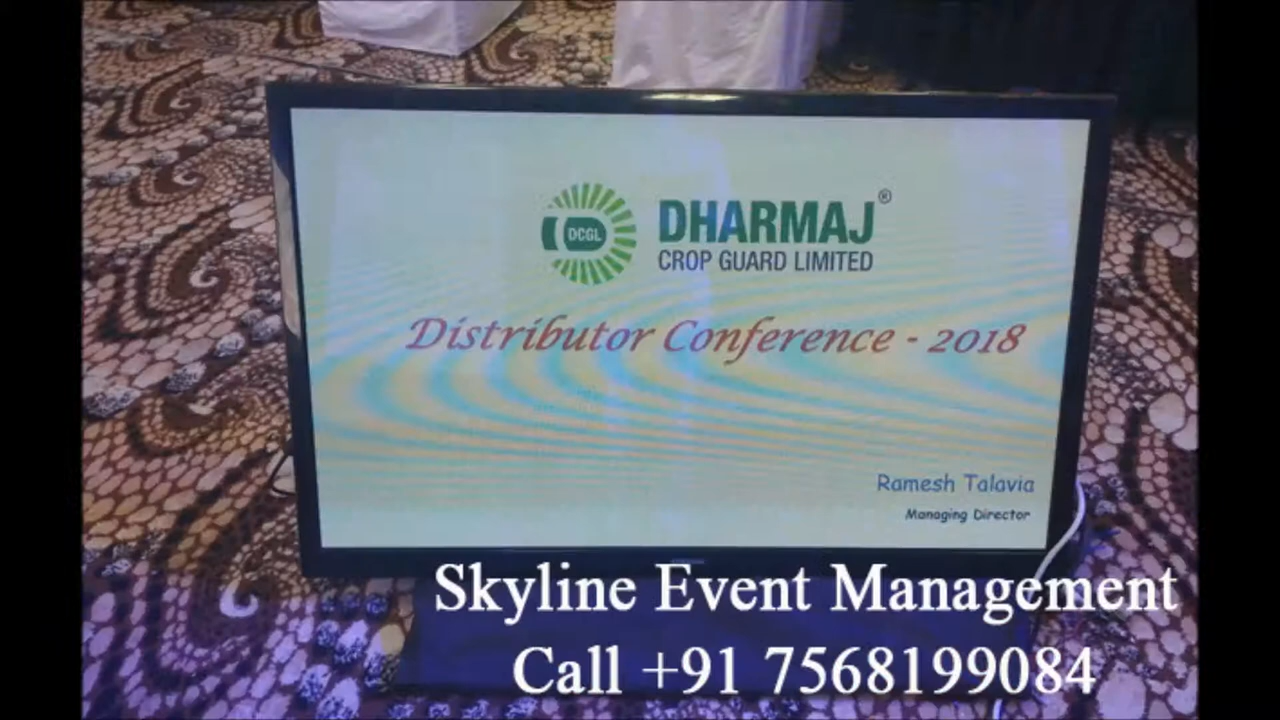 DCGL
DHARMAJ®
CROP GUARD LIMITED
Distributor Conference - 2018
Ramesh Talavia
Managing Director
Skyline Event Management
Call +91 7568199084